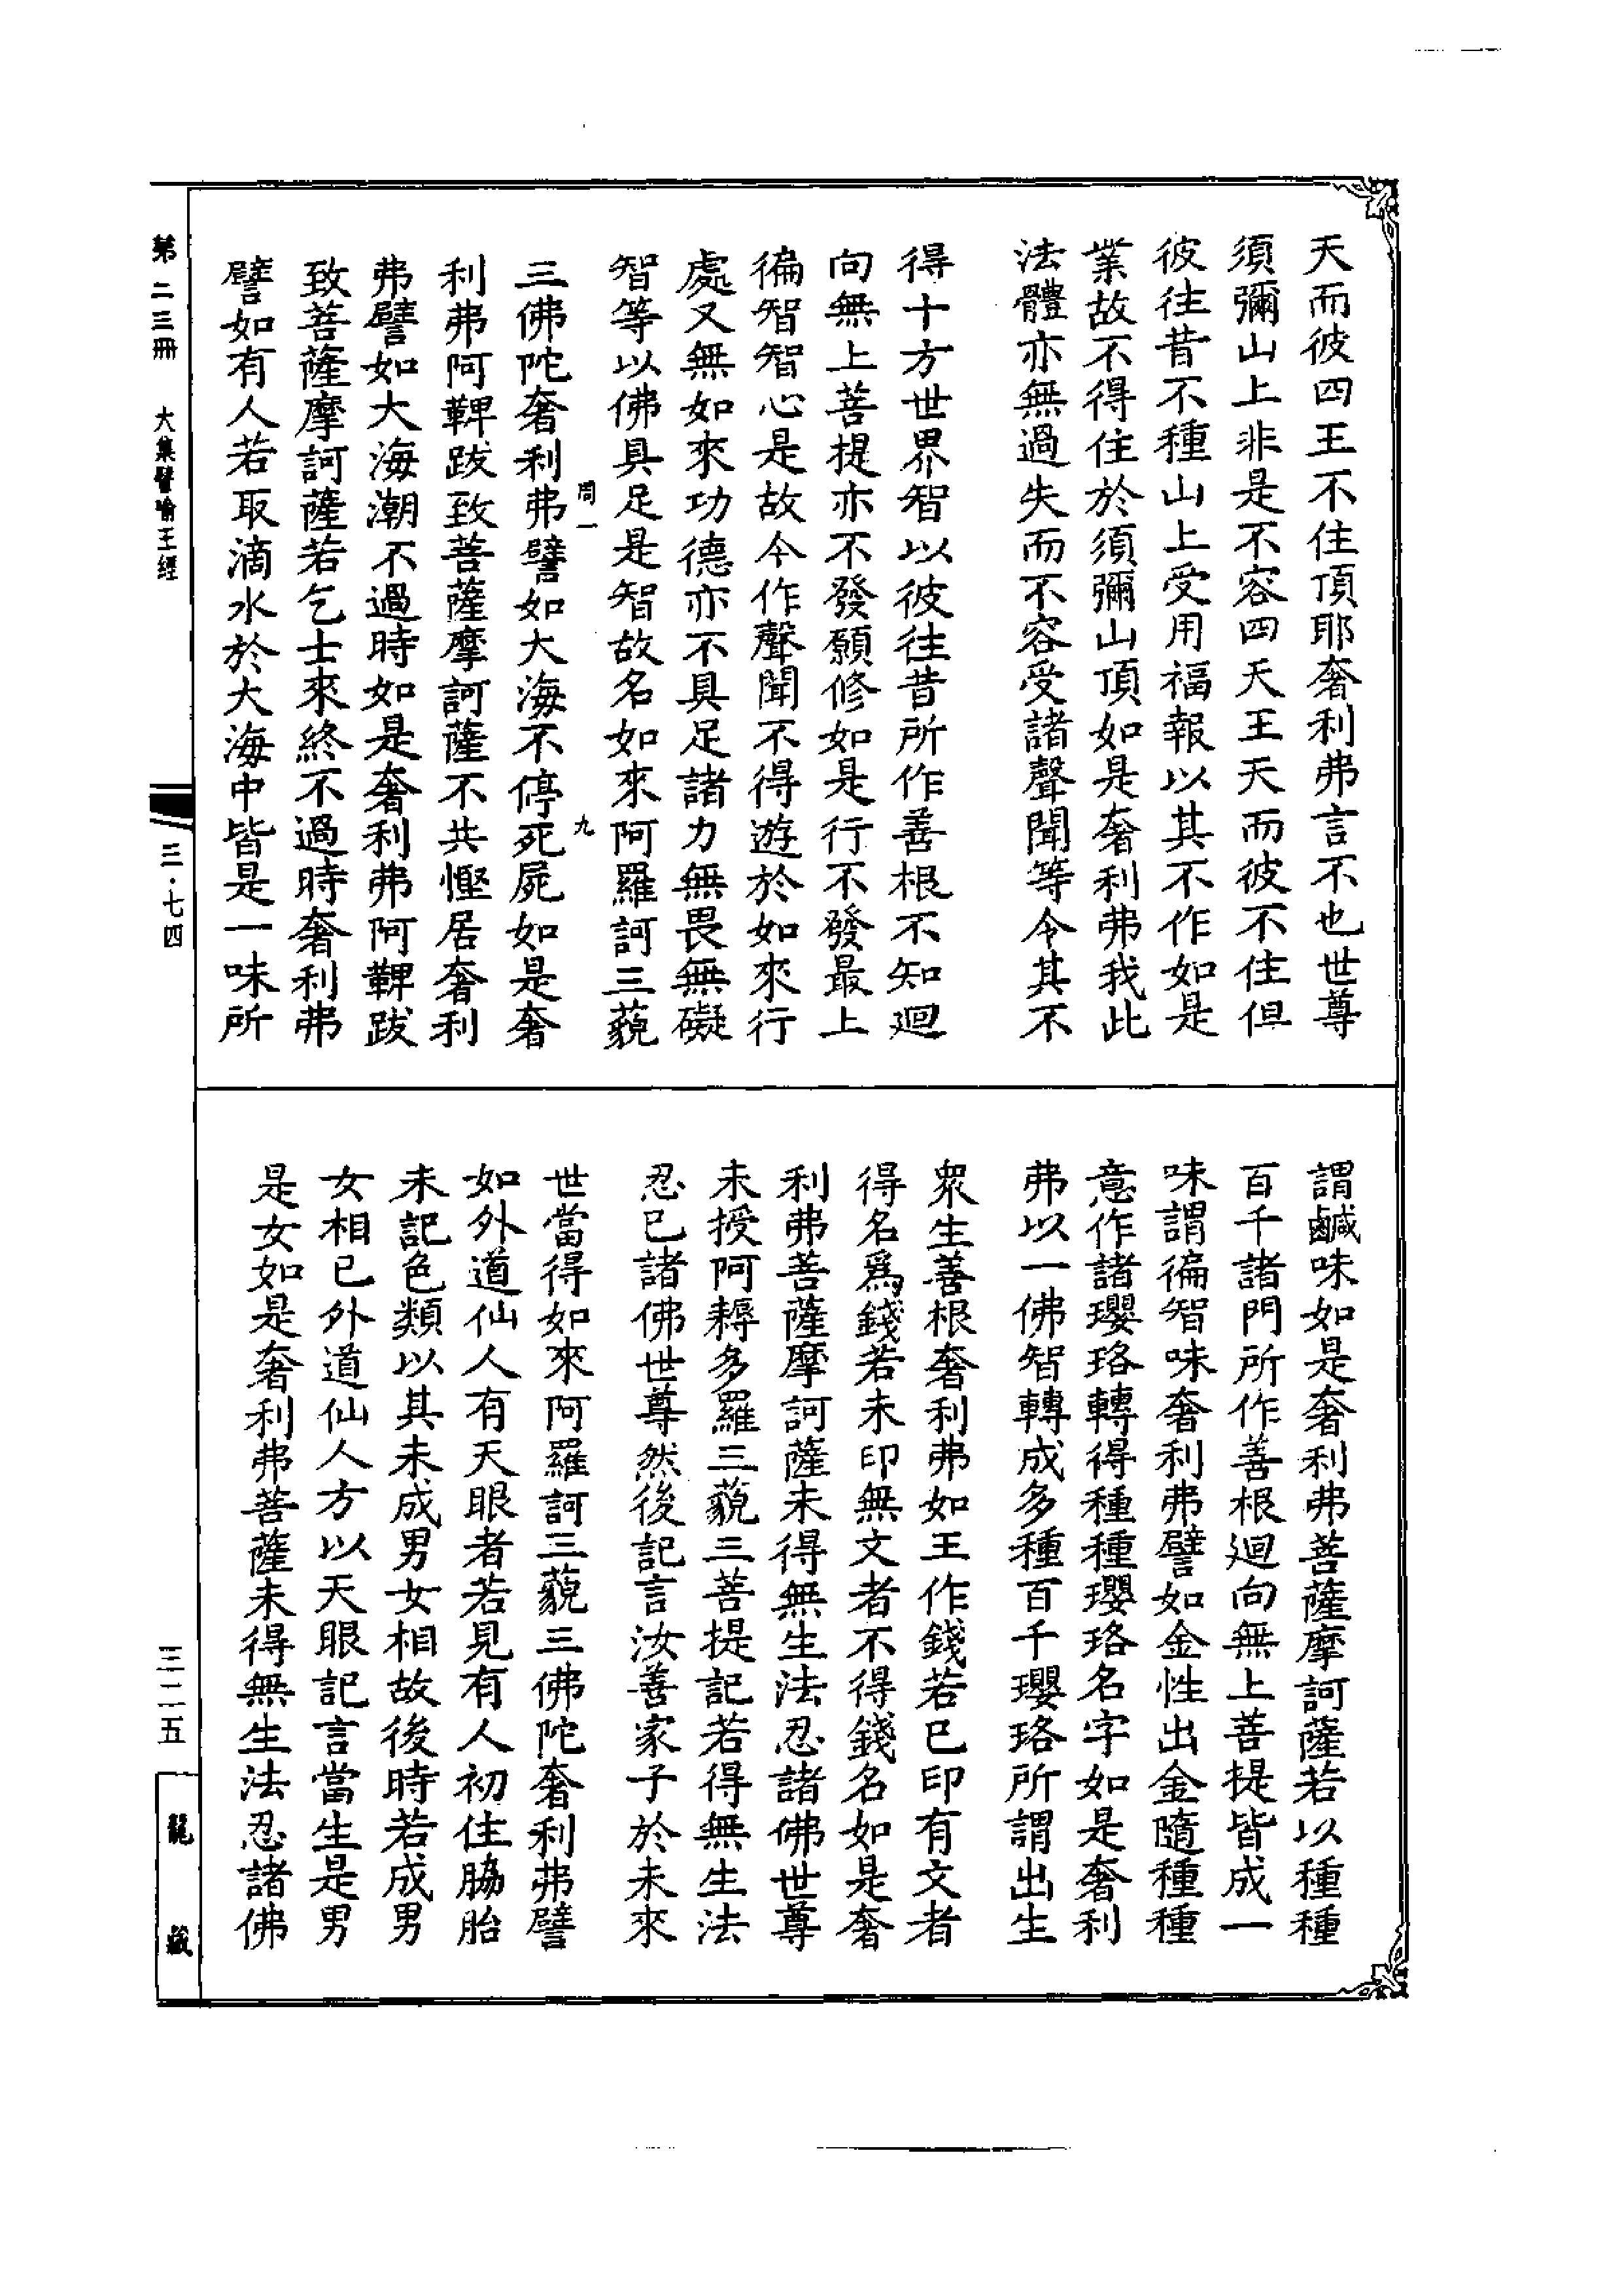 天而彼四王不住頂耶奢利弗言不也世尊
須彌山上非是不容四天王天而彼不住但
彼往昔不種山上受用福報以其不作如是
業故不得住於須彌山頂如是奢利弗我此
法體亦無過失而不容受諸聲聞等令其不
得十方世界智以彼往昔所作善根不知迴
向無上菩提亦不發願修如是行不發最上
徧智智心是故今作聲聞不得遊於如來行
處又無如來功德亦不具足諸力無畏無礙
智等以佛具足是智故名如來阿羅訶三藐
周一 九
三佛陀奢利弗譬如大海不停死屍如是奢
利弗阿鞞跋致菩薩摩訶薩不共慳居奢利
弗譬如大海潮不過時如是奢利弗阿鞞跋
致菩薩摩訶薩若乞士來終不過時奢利弗
譬如有人若取滴水於大海中皆是一味所
謂鹹味如是奢利弗菩薩摩訶薩若以種種
百千諸門所作善根迴向無上菩提皆成一
味謂徧智味奢利弗譬如金性出金隨種種
意作諸瓔珞轉得種種瓔珞名字如是奢利
弗以一佛智轉成多種百千瓔珞所謂出生
衆生善根奢利弗如王作錢若已印有文者
得名爲錢若未印無文者不得錢名如是奢
利弗菩薩摩訶薩未得無生法忍諸佛世尊
未授阿耨多羅三藐三菩提記若得無生法
忍已諸佛世尊然後記言汝善家子於未來
世當得如來阿羅訶三藐三佛陀奢利弗譬
如外道仙人有天眼者若見有人初住脇胎
未記色類以其未成男女相故後時若成男
女相已外道仙人方以天眼記言當生是男
是女如是奢利弗菩薩未得無生法忍諸佛
第二三冊 大集譬喻王經
三·七四
三二五
龍藏